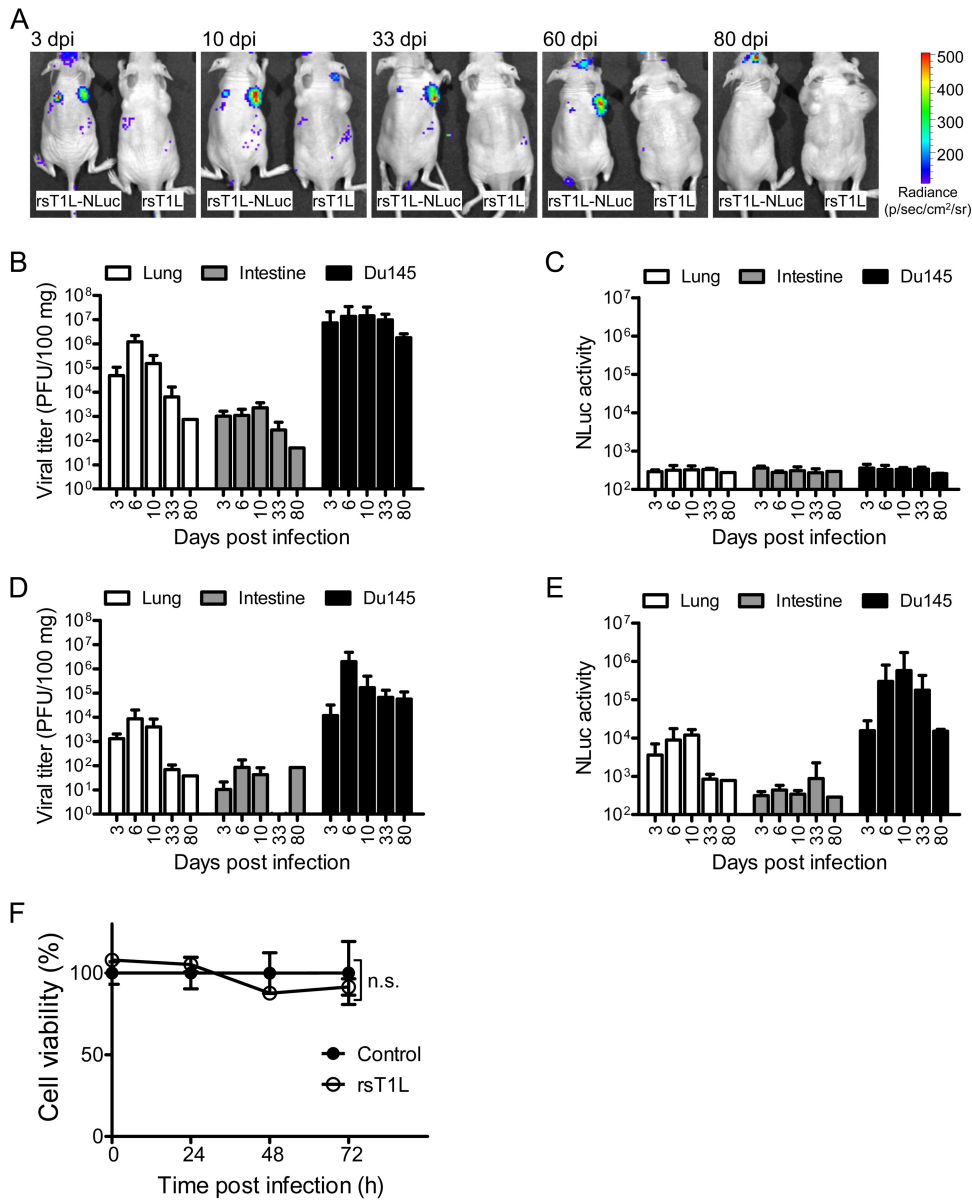 A
3 dpi 10 dpi 33 dpi 60 dpi 80 dpi
rsT1L-NLuc rsT1L rsT1L-NLuc rsT1L rsT1L-NLuc rsT1L rsT1L-NLuc rsT1L rsT1L-NLuc rsT1L
500
400
300
200
Radiance
(p/sec/cm²/sr)
B
Lung Intestine Du145
Viral titer (PFU/100 mg)
10⁸
10⁷
10⁶
10⁵
10⁴
10³
10²
10¹
10⁰
3 6 10 33 80 3 6 10 33 80 3 6 10 33 80
Days post infection
C
Lung Intestine Du145
NLuc activity
10⁷
10⁶
10⁵
10⁴
10³
10²
3 6 10 33 80 3 6 10 33 80 3 6 10 33 80
Days post infection
D
Lung Intestine Du145
Viral titer (PFU/100 mg)
10⁸
10⁷
10⁶
10⁵
10⁴
10³
10²
10¹
10⁰
3 6 10 33 80 3 6 10 33 80 3 6 10 33 80
Days post infection
E
Lung Intestine Du145
NLuc activity
10⁷
10⁶
10⁵
10⁴
10³
10²
3 6 10 33 80 3 6 10 33 80 3 6 10 33 80
Days post infection
F
Cell viability (%)
100
50
0
n.s.
Control
rsT1L
0 24 48 72
Time post infection (h)